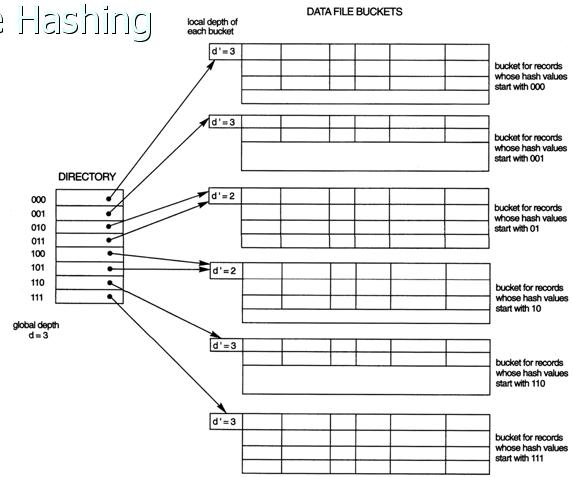 e Hashing
DATA FILE BUCKETS
local depth of
each bucket
d' = 3
bucket for records
whose hash values
start with 000
d' = 3
bucket for records
whose hash values
start with 001
DIRECTORY
000
001
010
011
100
101
110
111
global depth
d = 3
d' = 2
bucket for records
whose hash values
start with 01
d' = 2
bucket for records
whose hash values
start with 10
d' = 3
bucket for records
whose hash values
start with 110
d' = 3
bucket for records
whose hash values
start with 111